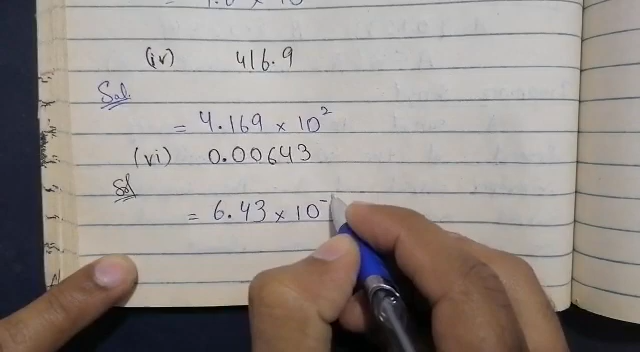 (iv) 416.9
Sol.
= 4.169 × 10²
(vi) 0.00643
Sol
= 6.43 × 10⁻